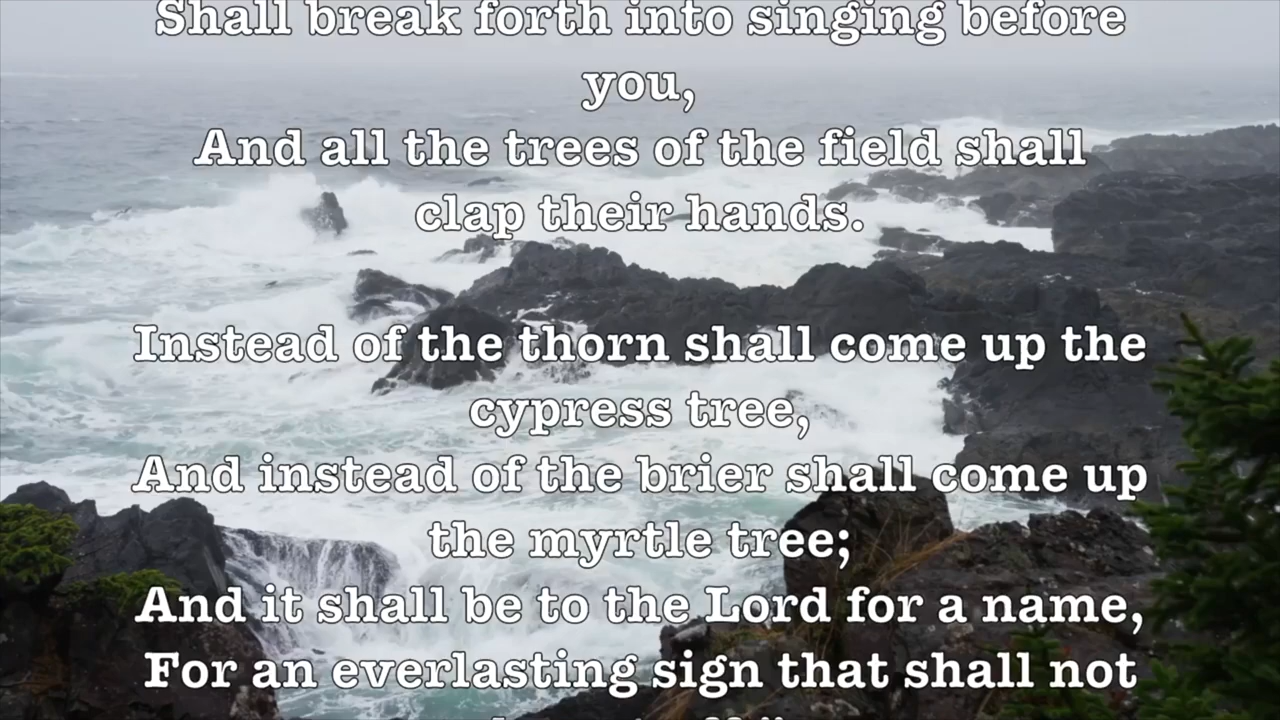 Shall break forth into singing before
you,
And all the trees of the field shall
clap their hands.
Instead of the thorn shall come up the
cypress tree,
And instead of the brier shall come up
the myrtle tree;
And it shall be to the Lord for a name,
For an everlasting sign that shall not